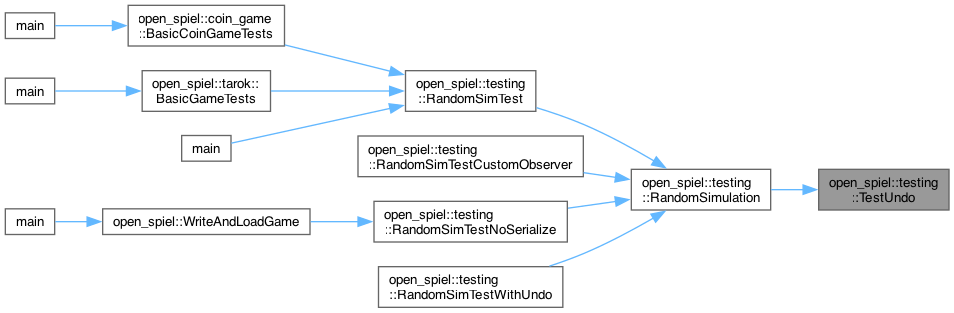 main
open_spiel::coin_game
::BasicCoinGameTests
main
open_spiel::tarok::
BasicGameTests
open_spiel::testing
::RandomSimTest
main
open_spiel::testing
::RandomSimTestCustomObserver
open_spiel::testing
::RandomSimulation
open_spiel::testing
::TestUndo
main
open_spiel::WriteAndLoadGame
open_spiel::testing
::RandomSimTestNoSerialize
open_spiel::testing
::RandomSimTestWithUndo